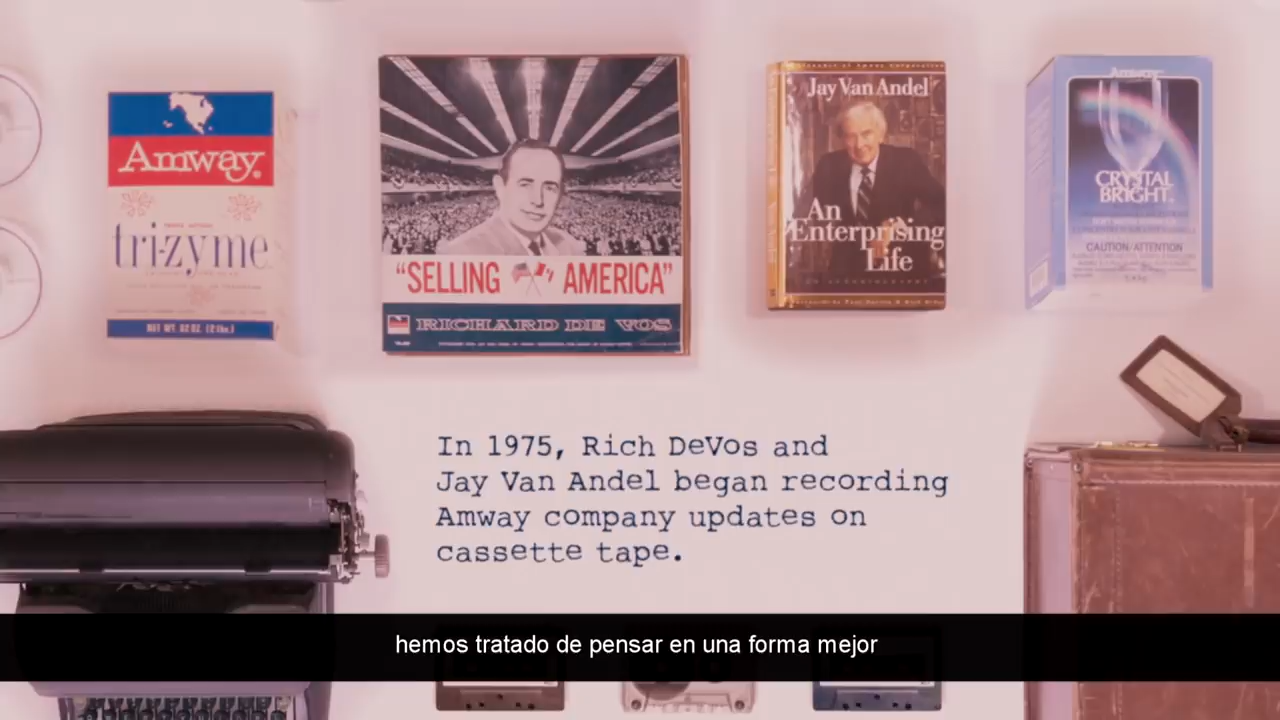 Amway
tri-zyme
NET WT. 32 OZ. (2 lbs.)
"SELLING AMERICA"
RICHARD DE VOS
Jay Van Andel
An
Enterprising
Life
Amway
CRYSTAL
BRIGHT
CAUTION/ATTENTION
In 1975, Rich DeVos and
Jay Van Andel began recording
Amway company updates on
cassette tape.
hemos tratado de pensar en una forma mejor